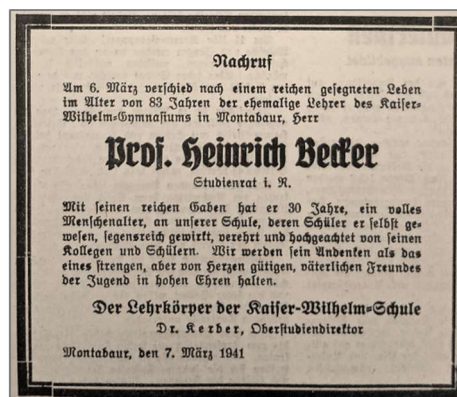 Nachruf
Am 6. März verschied nach einem reichen gesegneten Leben
im Alter von 83 Jahren der ehemalige Lehrer des Kaiser-
Wilhelm-Gymnasiums in Montabaur, Herr
Prof. Heinrich Becker
Studienrat i. R.
Mit seinen reichen Gaben hat er 30 Jahre, ein volles
Menschenalter, an unserer Schule, deren Schüler er selbst ge-
wesen, segensreich gewirkt, verehrt und hochgeachtet von seinen
Kollegen und Schülern. Wir werden sein Andenken als das
eines strengen, aber von Herzen gütigen, väterlichen Freundes
der Jugend in hohen Ehren halten.
Der Lehrkörper der Kaiser-Wilhelm-Schule
Dr. Kerber, Oberstudiendirektor
Montabaur, den 7. März 1941